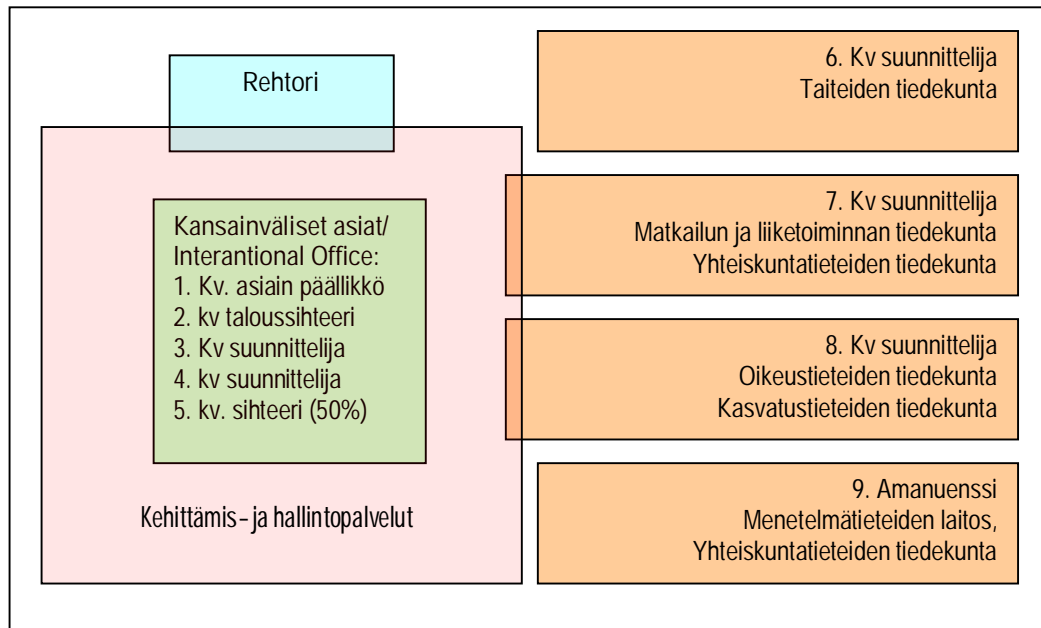 Rehtori
Kansainväliset asiat/
Interantional Office:
1. Kv. asiain päällikkö
2. kv taloussihteeri
3. Kv suunnittelija
4. kv suunnittelija
5. kv. sihteeri (50%)
Kehittämis- ja hallintopalvelut
6. Kv suunnittelija
Taiteiden tiedekunta
7. Kv suunnittelija
Matkailun ja liiketoiminnan tiedekunta
Yhteiskuntatieteiden tiedekunta
8. Kv suunnittelija
Oikeustieteiden tiedekunta
Kasvatustieteiden tiedekunta
9. Amanuenssi
Menetelmätieteiden laitos,
Yhteiskuntatieteiden tiedekunta